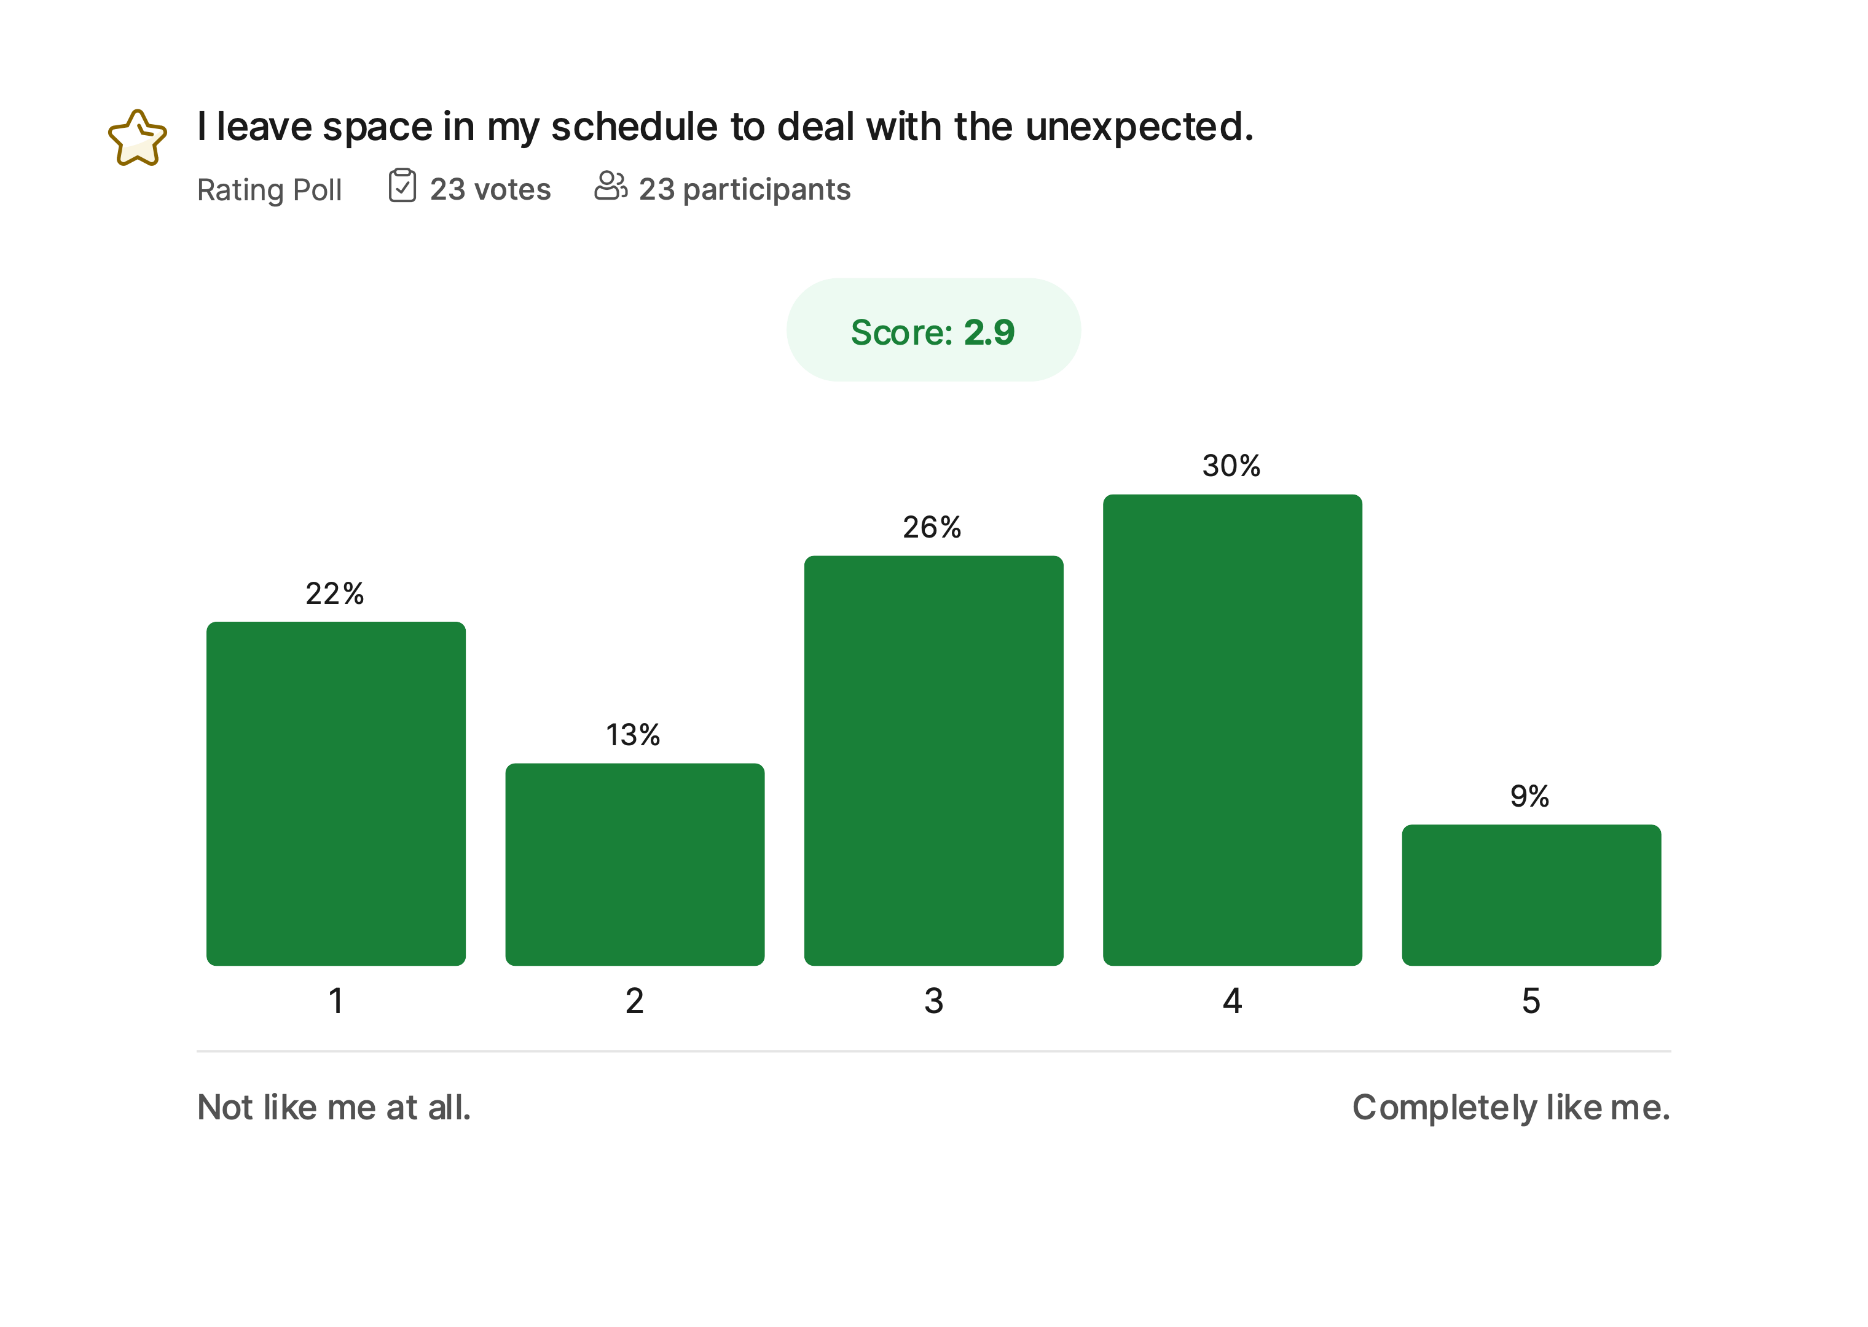 I leave space in my schedule to deal with the unexpected.
Rating Poll 23 votes 23 participants
Score: 2.9
30%
26%
22%
13%
9%
1 2 3 4 5
Not like me at all. Completely like me.